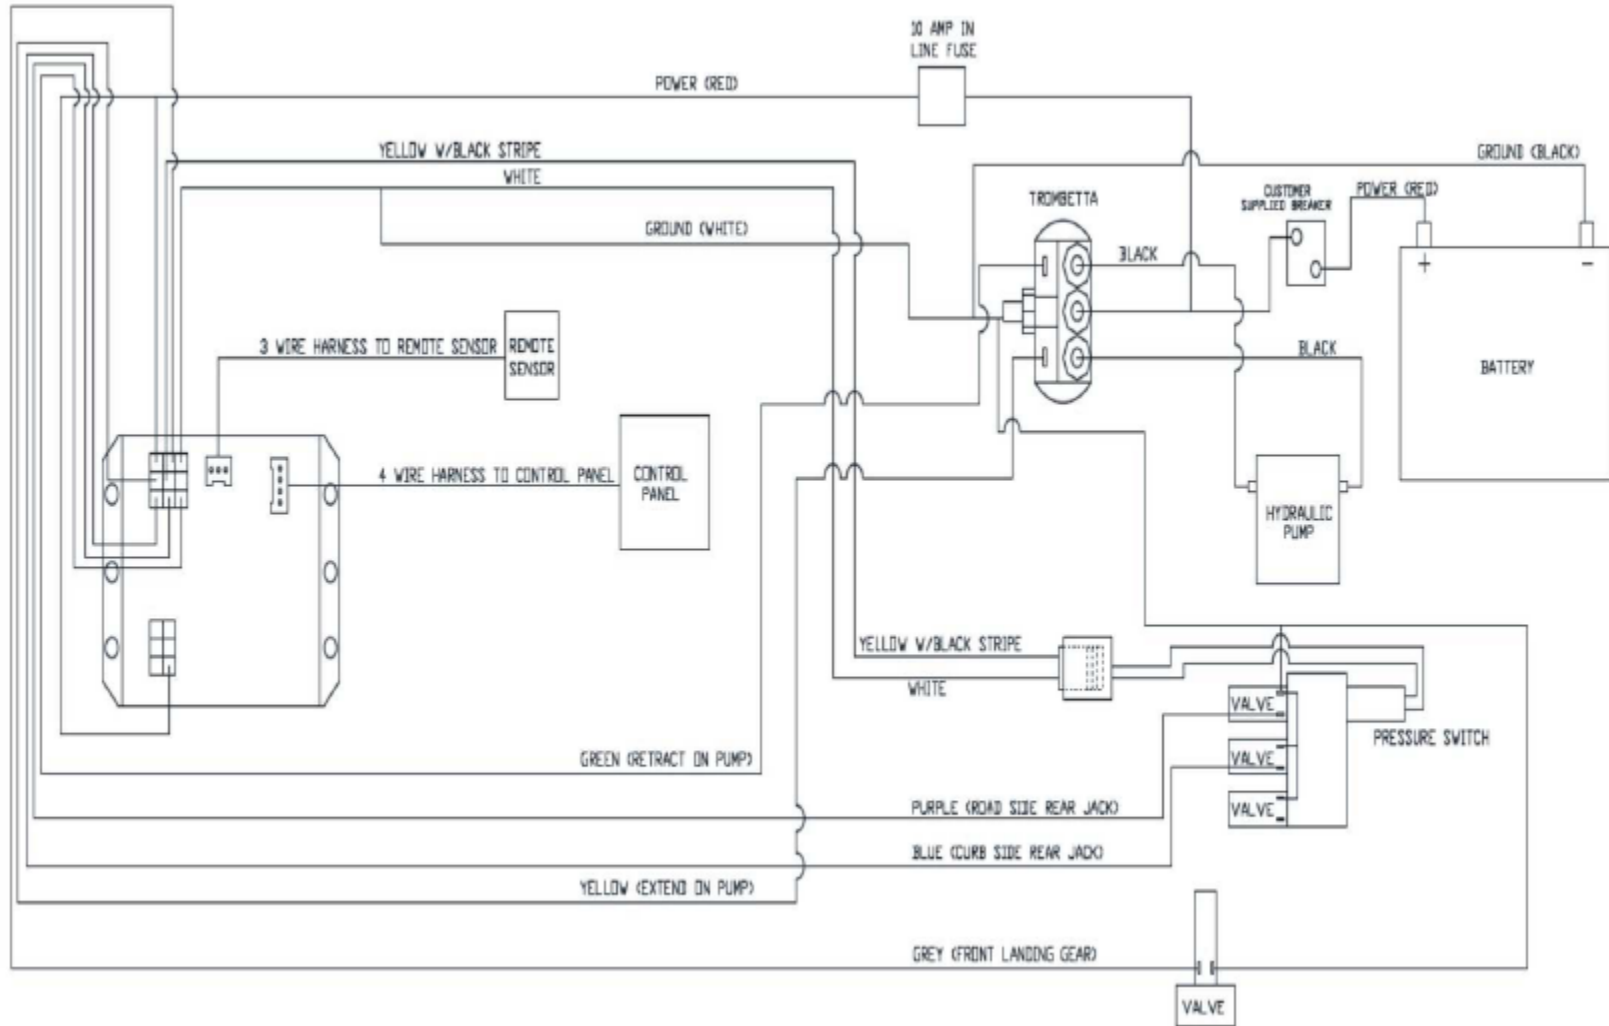 10 AMP IN
LINE FUSE
POWER (RED)
YELLOW W/BLACK STRIPE
WHITE
GROUND (BLACK)
CUSTOMER
SUPPLIED BREAKER
POWER (RED)
TROMBETTA
GROUND (WHITE)
BLACK
+
-
3 WIRE HARNESS TO REMOTE SENSOR
REMOTE
SENSOR
BLACK
BATTERY
4 WIRE HARNESS TO CONTROL PANEL
CONTROL
PANEL
HYDRAULIC
PUMP
YELLOW W/BLACK STRIPE
WHITE
VALVE
PRESSURE SWITCH
GREEN (RETRACT ON PUMP)
VALVE
PURPLE (ROAD SIDE REAR JACK)
VALVE
BLUE (CURB SIDE REAR JACK)
YELLOW (EXTEND ON PUMP)
GREY (FRONT LANDING GEAR)
VALVE